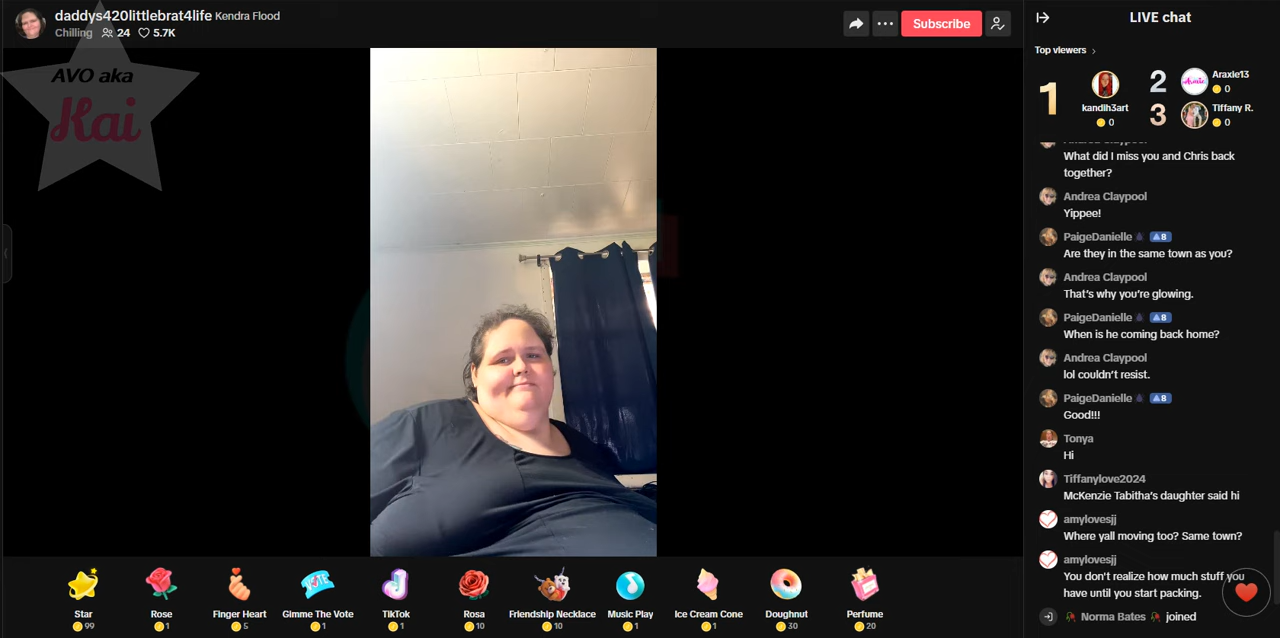 daddys420littlebrat4life Kendra Flood
Chilling 24 5.7K
Subscribe
AVO aka
Kai
LIVE chat
Top viewers
1
kandih3art
0
2
Araxie13
0
3
Tiffany R.
0
What did I miss you and Chris back
together?
Andrea Claypool
Yippee!
PaigeDanielle 8
Are they in the same town as you?
Andrea Claypool
That's why you're glowing.
PaigeDanielle 8
When is he coming back home?
Andrea Claypool
lol couldn't resist.
PaigeDanielle 8
Good!!!
Tonya
Hi
Tiffanylove2024
McKenzie Tabitha's daughter said hi
amylovesjj
Where yall moving too? Same town?
amylovesjj
You don't realize how much stuff you
have until you start packing.
Norma Bates joined
Star
99
Rose
1
Finger Heart
5
Gimme The Vote
1
TikTok
1
Rosa
10
Friendship Necklace
10
Music Play
1
Ice Cream Cone
1
Doughnut
30
Perfume
20